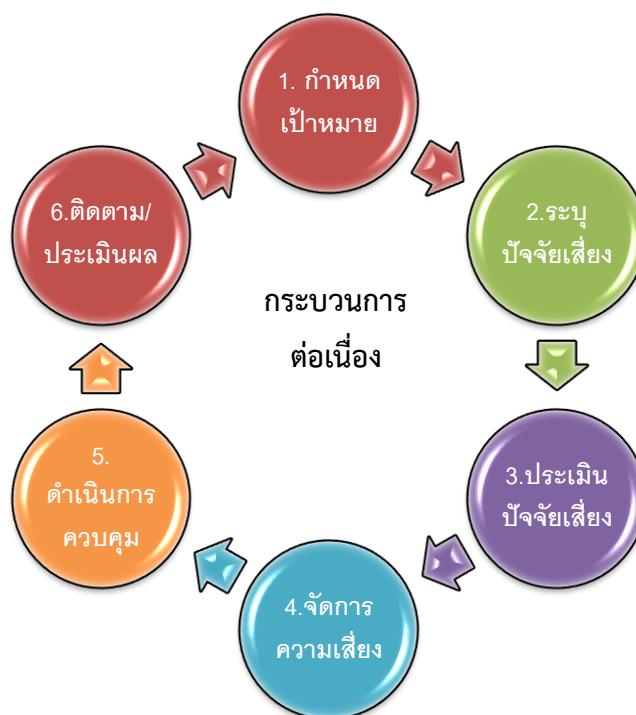 1. กำหนด
เป้าหมาย
2.ระบุ
ปัจจัยเสี่ยง
3.ประเมิน
ปัจจัยเสี่ยง
4.จัดการ
ความเสี่ยง
5.
ดำเนินการ
ควบคุม
6.ติดตาม/
ประเมินผล
กระบวนการ
ต่อเนื่อง